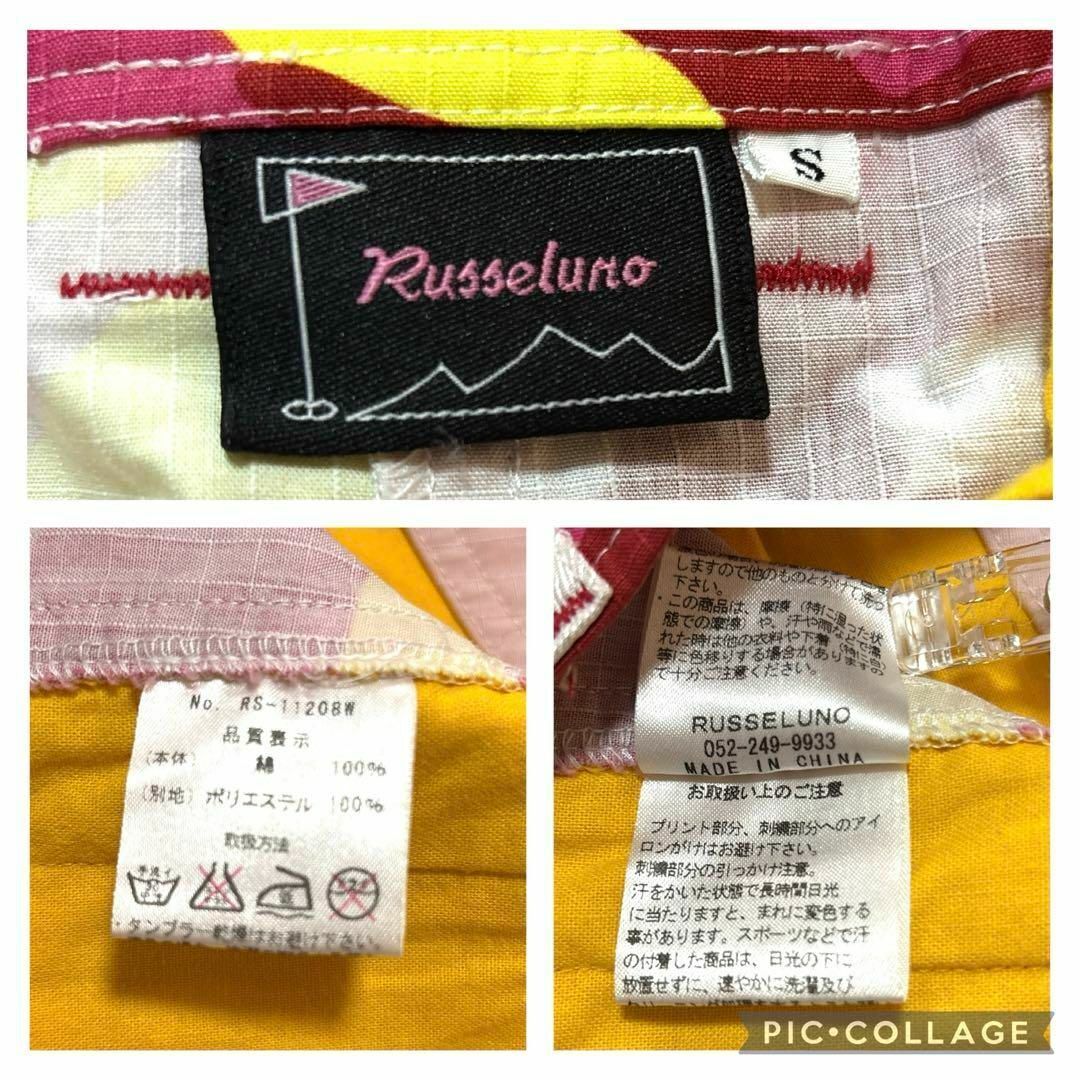 Russeluno
S
No. RS-11208W
品質表示
(本体) 綿 100%
(別地) ポリエステル 100%
取扱方法
手洗イ
・タンブラー乾燥はお避け下さい。
しますので他のものと分けて洗っ
下さい。
・この商品は、摩擦(特に湿った状
態での摩擦)や、汗や雨などで濡
れた時は他の衣料や下着
等に色移りする場合があります
で十分ご注意ください。
RUSSELUNO
052-249-9933
MADE IN CHINA
お取扱い上のご注意
プリント部分、刺繍部分へのアイ
ロンがけはお避け下さい。
刺繍部分の引っかけ注意。
汗をかいた状態で長時間日光
に当たりますと、まれに変色する
事があります。スポーツなどで汗
の付着した商品は、日光の下に
放置せずに、速やかに洗濯及び
PIC•COLLAGE